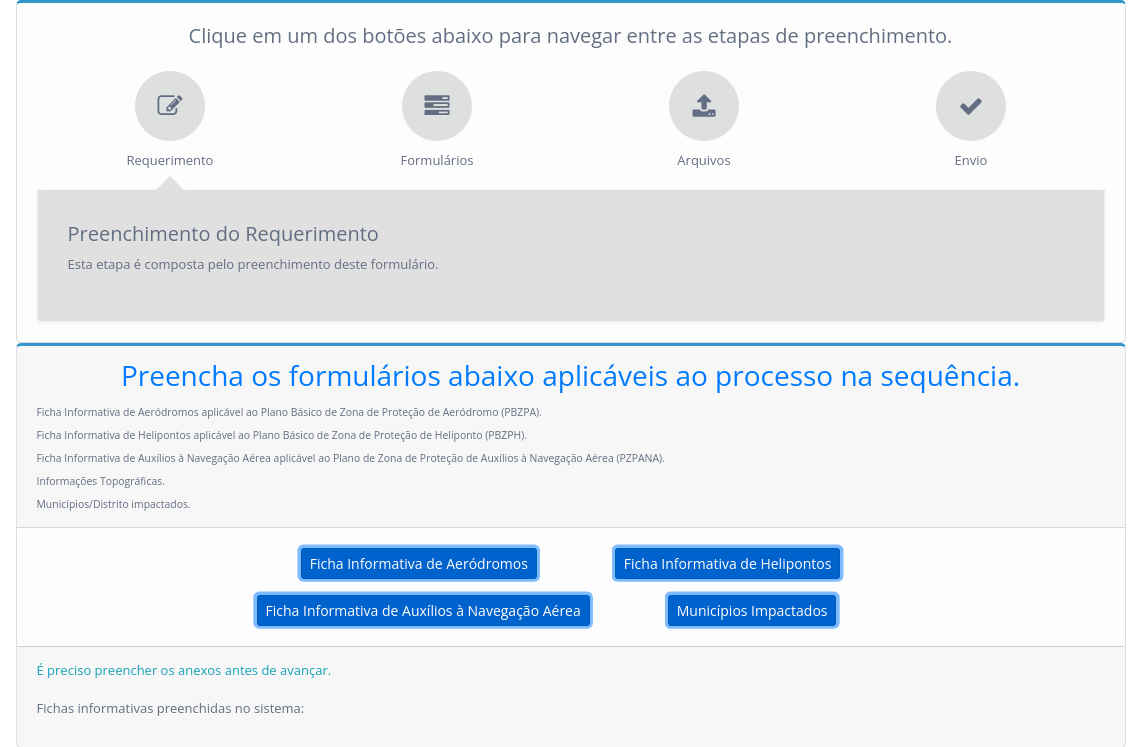 Clique em um dos botões abaixo para navegar entre as etapas de preenchimento.
Requerimento
Formulários
Arquivos
Envio
Preenchimento do Requerimento
Esta etapa é composta pelo preenchimento deste formulário.
Preencha os formulários abaixo aplicáveis ao processo na sequência.
Ficha Informativa de Aeródromos aplicável ao Plano Básico de Zona de Proteção de Aeródromo (PBZPA).
Ficha Informativa de Helipontos aplicável ao Plano Básico de Zona de Proteção de Heliponto (PBZPH).
Ficha Informativa de Auxílios à Navegação Aérea aplicável ao Plano de Zona de Proteção de Auxílios à Navegação Aérea (PZPANA).
Informações Topográficas.
Municípios/Distrito impactados.
Ficha Informativa de Aeródromos
Ficha Informativa de Helipontos
Ficha Informativa de Auxílios à Navegação Aérea
Municípios Impactados
É preciso preencher os anexos antes de avançar.
Fichas informativas preenchidas no sistema: